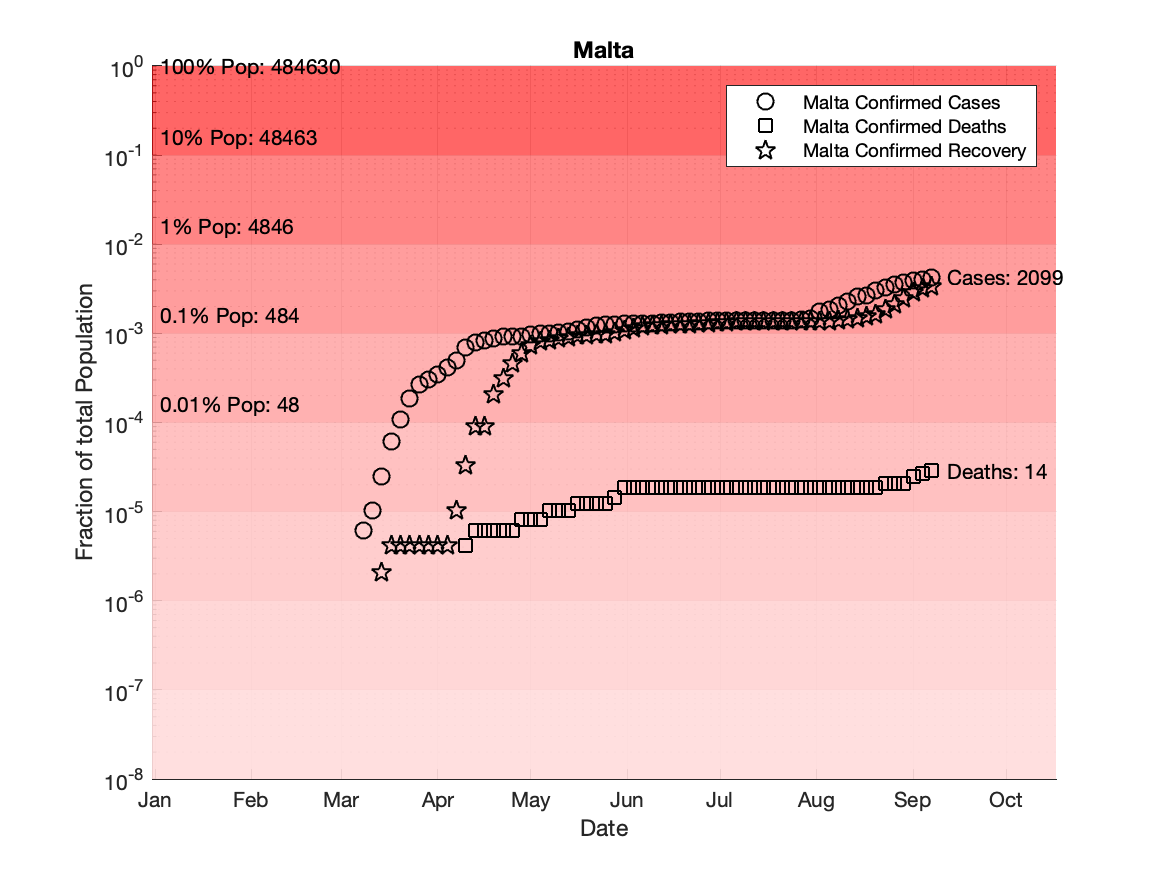 Malta
10^0
10^-1
10^-2
10^-3
10^-4
10^-5
10^-6
10^-7
10^-8
Fraction of total Population
100% Pop: 484630
10% Pop: 48463
1% Pop: 4846
0.1% Pop: 484
0.01% Pop: 48
Malta Confirmed Cases
Malta Confirmed Deaths
Malta Confirmed Recovery
Cases: 2099
Deaths: 14
Jan Feb Mar Apr May Jun Jul Aug Sep Oct
Date